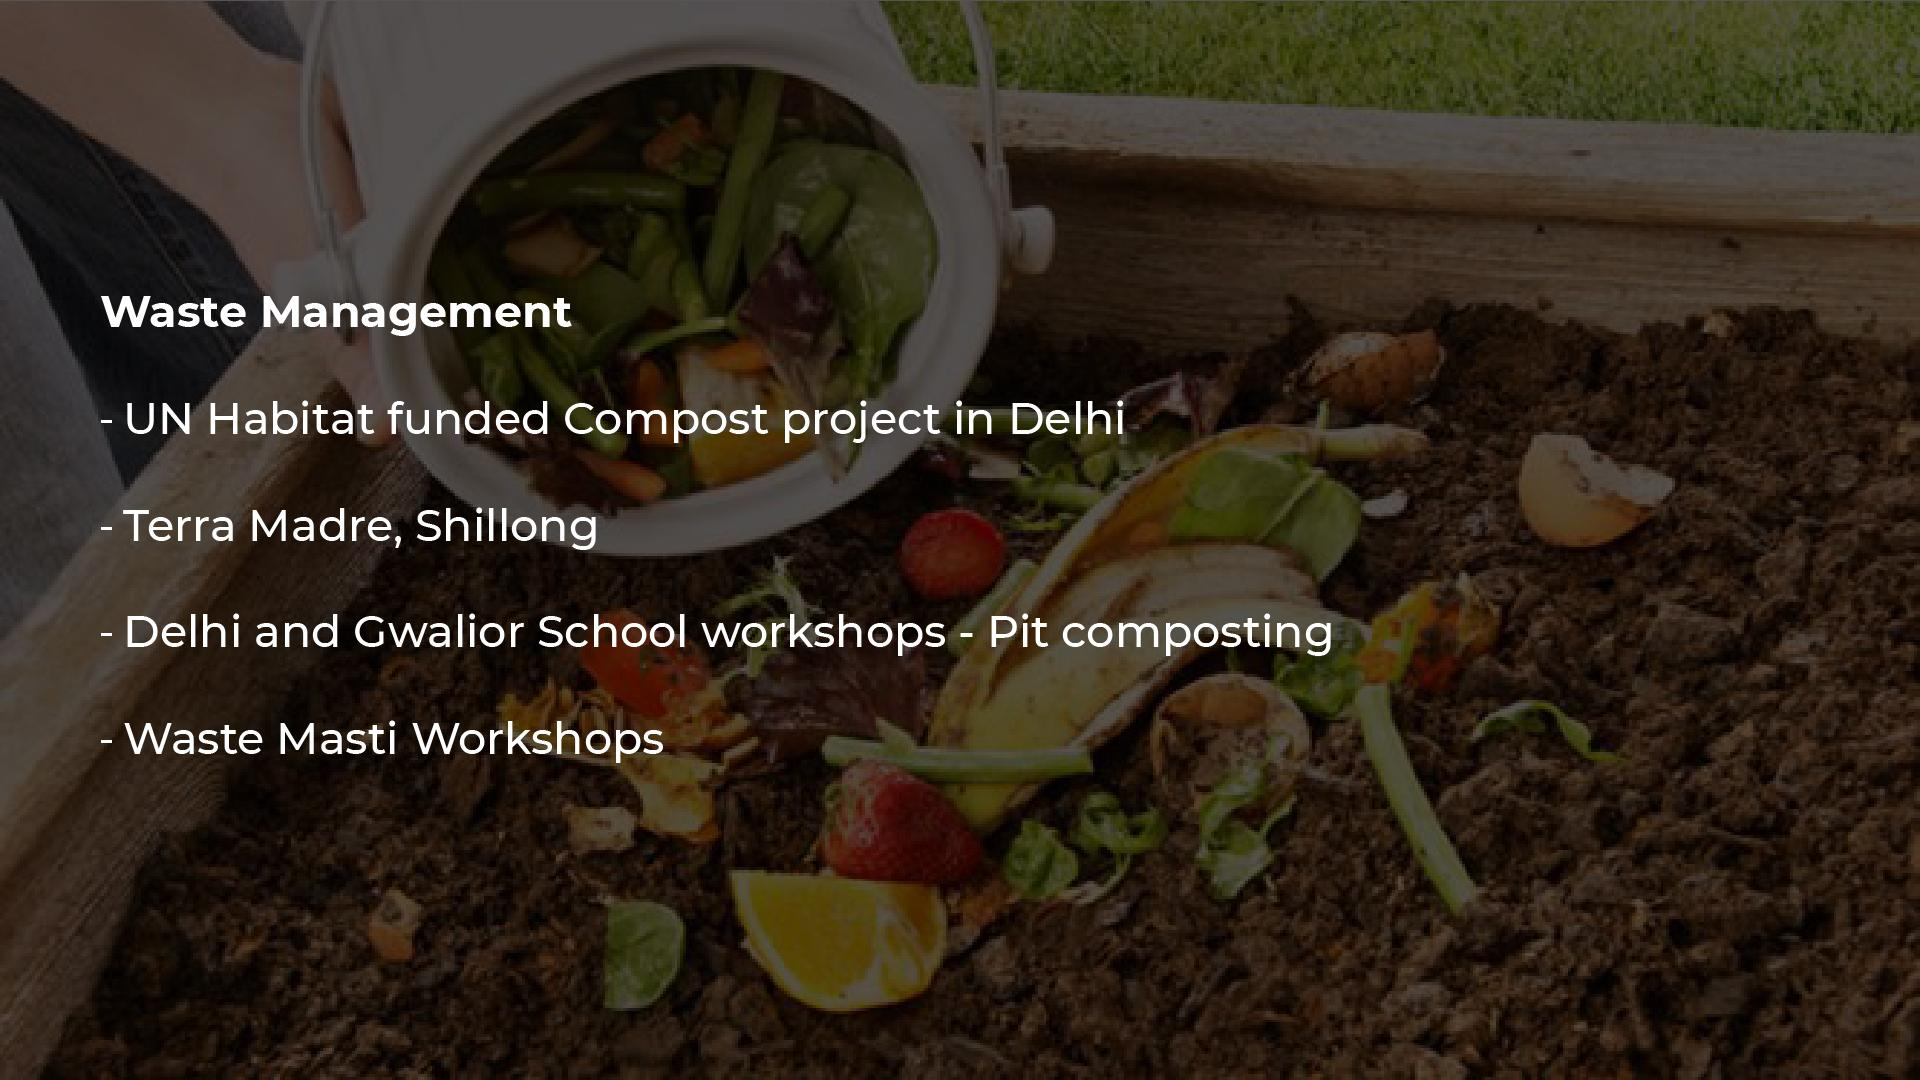 Waste Management
- UN Habitat funded Compost project in Delhi
- Terra Madre, Shillong
- Delhi and Gwalior School workshops - Pit composting
- Waste Masti Workshops